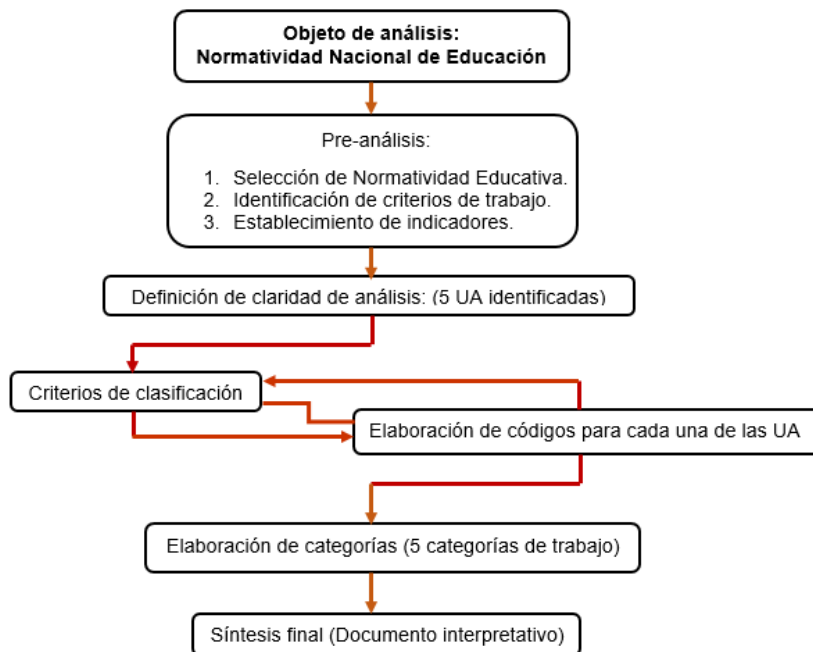 Objeto de análisis:
Normatividad Nacional de Educación
Pre-análisis:
1. Selección de Normatividad Educativa.
2. Identificación de criterios de trabajo.
3. Establecimiento de indicadores.
Definición de claridad de análisis: (5 UA identificadas)
Criterios de clasificación
Elaboración de códigos para cada una de las UA
Elaboración de categorías (5 categorías de trabajo)
Síntesis final (Documento interpretativo)